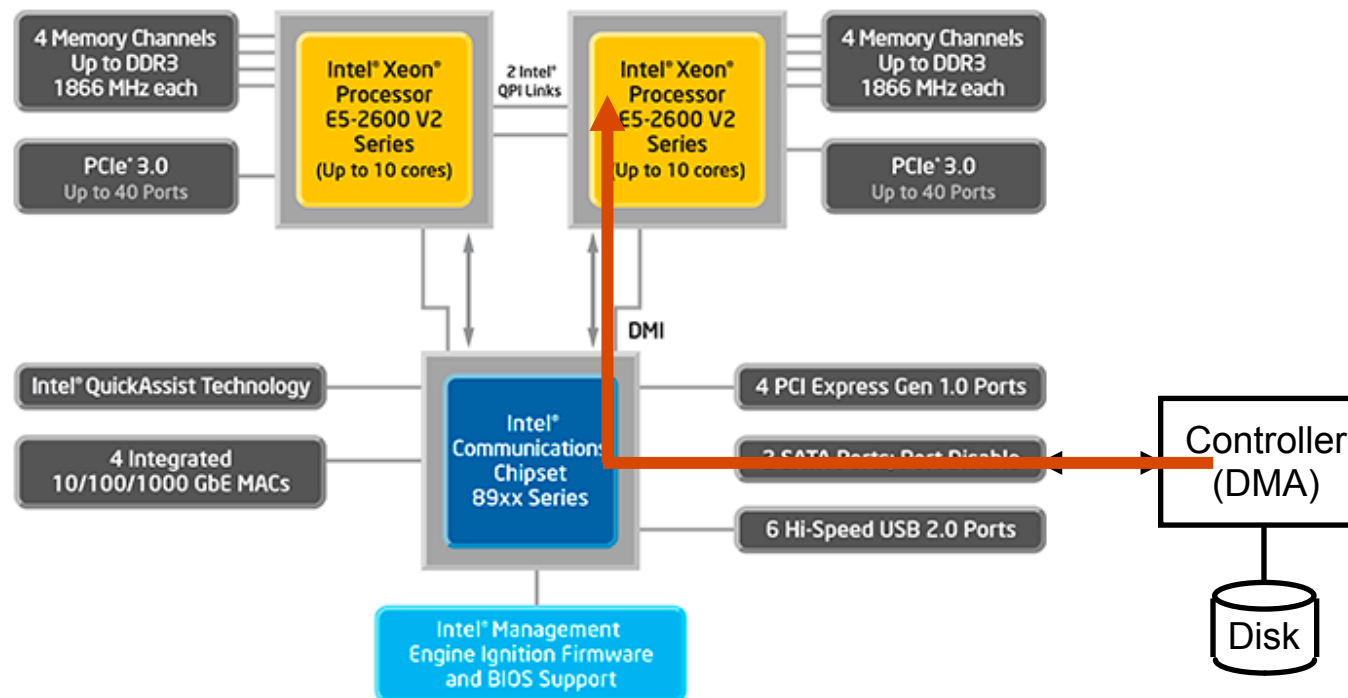 4 Memory Channels
Up to DDR3
1866 MHz each
PCIe* 3.0
Up to 40 Ports
Intel® Xeon®
Processor
E5-2600 V2
Series
(Up to 10 cores)
2 Intel®
QPI Links
Intel® Xeon®
Processor
E5-2600 V2
Series
(Up to 10 cores)
4 Memory Channels
Up to DDR3
1866 MHz each
PCIe* 3.0
Up to 40 Ports
DMI
Intel® QuickAssist Technology
4 Integrated
10/100/1000 GbE MACs
Intel®
Communications
Chipset
89xx Series
4 PCI Express Gen 1.0 Ports
2 SATA Ports; Port Disable
6 Hi-Speed USB 2.0 Ports
Controller
(DMA)
Disk
Intel® Management
Engine Ignition Firmware
and BIOS Support